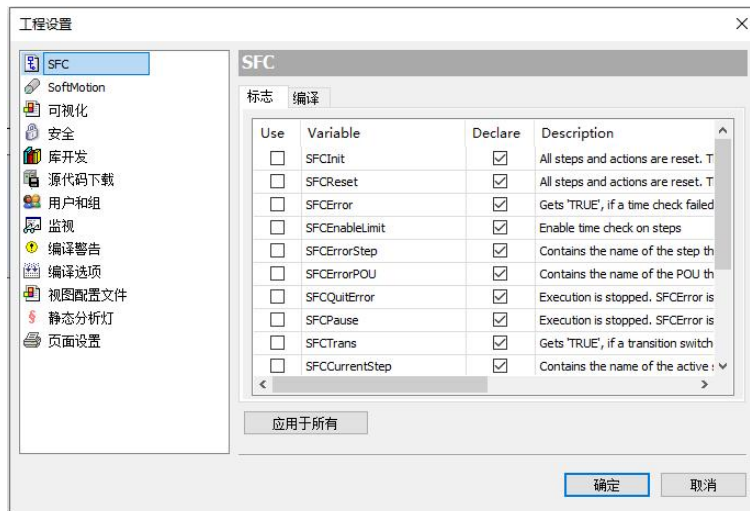 工程设置
SFC
SoftMotion
可视化
安全
库开发
源代码下载
用户和组
监视
编译警告
编译选项
视图配置文件
静态分析灯
页面设置
SFC
标志 编译
Use Variable Declare Description
SFCInit All steps and actions are reset. T
SFCReset All steps and actions are reset. T
SFCError Gets 'TRUE', if a time check failed
SFCEnableLimit Enable time check on steps
SFCErrorStep Contains the name of the step th
SFCErrorPOU Contains the name of the POU th
SFCQuitError Execution is stopped. SFCError is
SFCPause Execution is stopped. SFCError is
SFCTrans Gets 'TRUE', if a transition switch
SFCCurrentStep Contains the name of the active
应用于所有
确定 取消